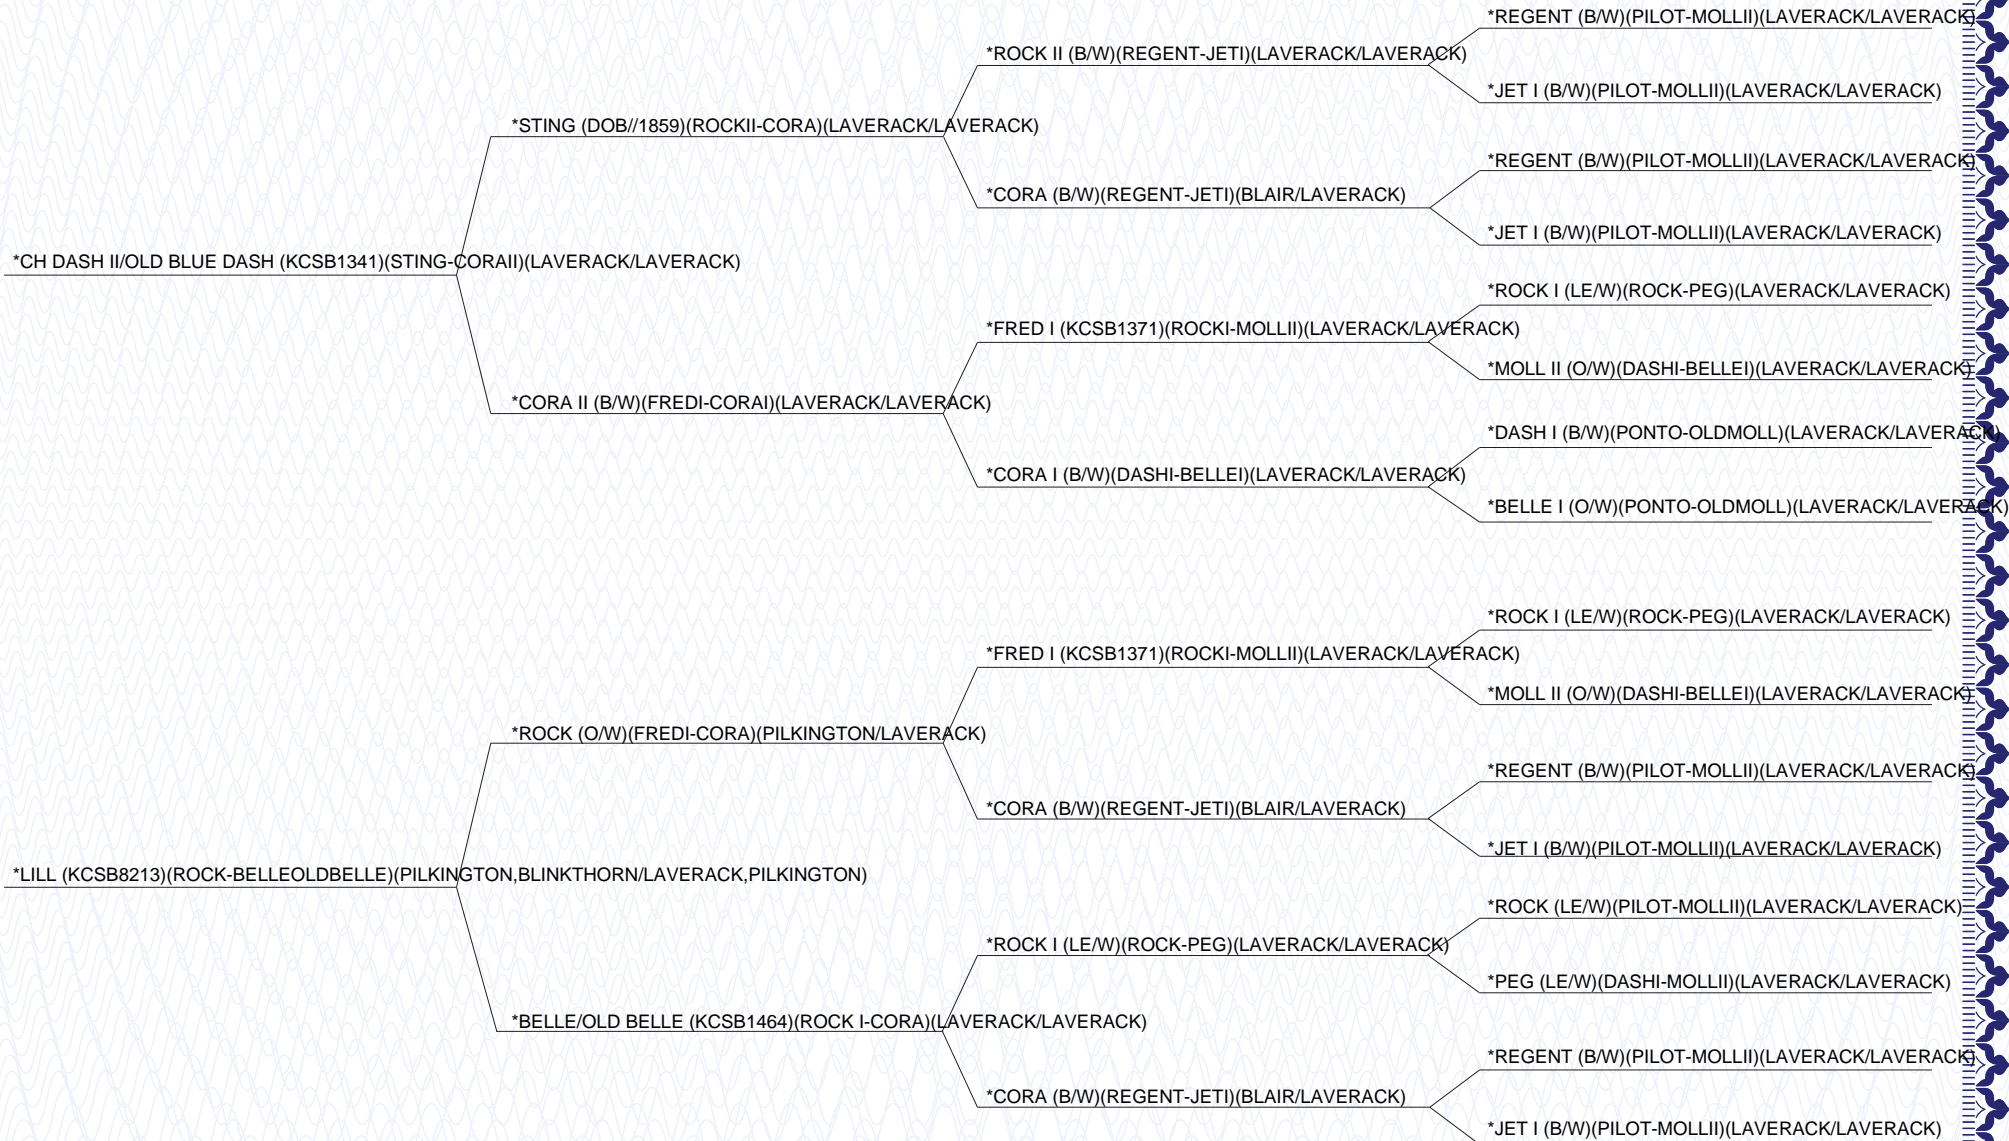 *REGENT (B/W)(PILOT-MOLLII)(LAVERACK/LAVERACK)
*ROCK II (B/W)(REGENT-JETI)(LAVERACK/LAVERACK)
*JET I (B/W)(PILOT-MOLLII)(LAVERACK/LAVERACK)
*STING (DOB//1859)(ROCKII-CORA)(LAVERACK/LAVERACK)
*REGENT (B/W)(PILOT-MOLLII)(LAVERACK/LAVERACK)
*CORA (B/W)(REGENT-JETI)(BLAIR/LAVERACK)
*JET I (B/W)(PILOT-MOLLII)(LAVERACK/LAVERACK)
*CH DASH II/OLD BLUE DASH (KCSB1341)(STING-CORAII)(LAVERACK/LAVERACK)
*ROCK I (LE/W)(ROCK-PEG)(LAVERACK/LAVERACK)
*FRED I (KCSB1371)(ROCKI-MOLLII)(LAVERACK/LAVERACK)
*MOLL II (O/W)(DASHI-BELLEI)(LAVERACK/LAVERACK)
*CORA II (B/W)(FREDI-CORAI)(LAVERACK/LAVERACK)
*DASH I (B/W)(PONTO-OLDMOLL)(LAVERACK/LAVERACK)
*CORA I (B/W)(DASHI-BELLEI)(LAVERACK/LAVERACK)
*BELLE I (O/W)(PONTO-OLDMOLL)(LAVERACK/LAVERACK)
*ROCK I (LE/W)(ROCK-PEG)(LAVERACK/LAVERACK)
*FRED I (KCSB1371)(ROCKI-MOLLII)(LAVERACK/LAVERACK)
*MOLL II (O/W)(DASHI-BELLEI)(LAVERACK/LAVERACK)
*ROCK (O/W)(FREDI-CORA)(PILKINGTON/LAVERACK)
*REGENT (B/W)(PILOT-MOLLII)(LAVERACK/LAVERACK)
*CORA (B/W)(REGENT-JETI)(BLAIR/LAVERACK)
*JET I (B/W)(PILOT-MOLLII)(LAVERACK/LAVERACK)
*LILL (KCSB8213)(ROCK-BELLEOLDBELLE)(PILKINGTON,BLINKTHORN/LAVERACK,PILKINGTON)
*ROCK (LE/W)(PILOT-MOLLII)(LAVERACK/LAVERACK)
*ROCK I (LE/W)(ROCK-PEG)(LAVERACK/LAVERACK)
*PEG (LE/W)(DASHI-MOLLII)(LAVERACK/LAVERACK)
*BELLE/OLD BELLE (KCSB1464)(ROCK I-CORA)(LAVERACK/LAVERACK)
*REGENT (B/W)(PILOT-MOLLII)(LAVERACK/LAVERACK)
*CORA (B/W)(REGENT-JETI)(BLAIR/LAVERACK)
*JET I (B/W)(PILOT-MOLLII)(LAVERACK/LAVERACK)